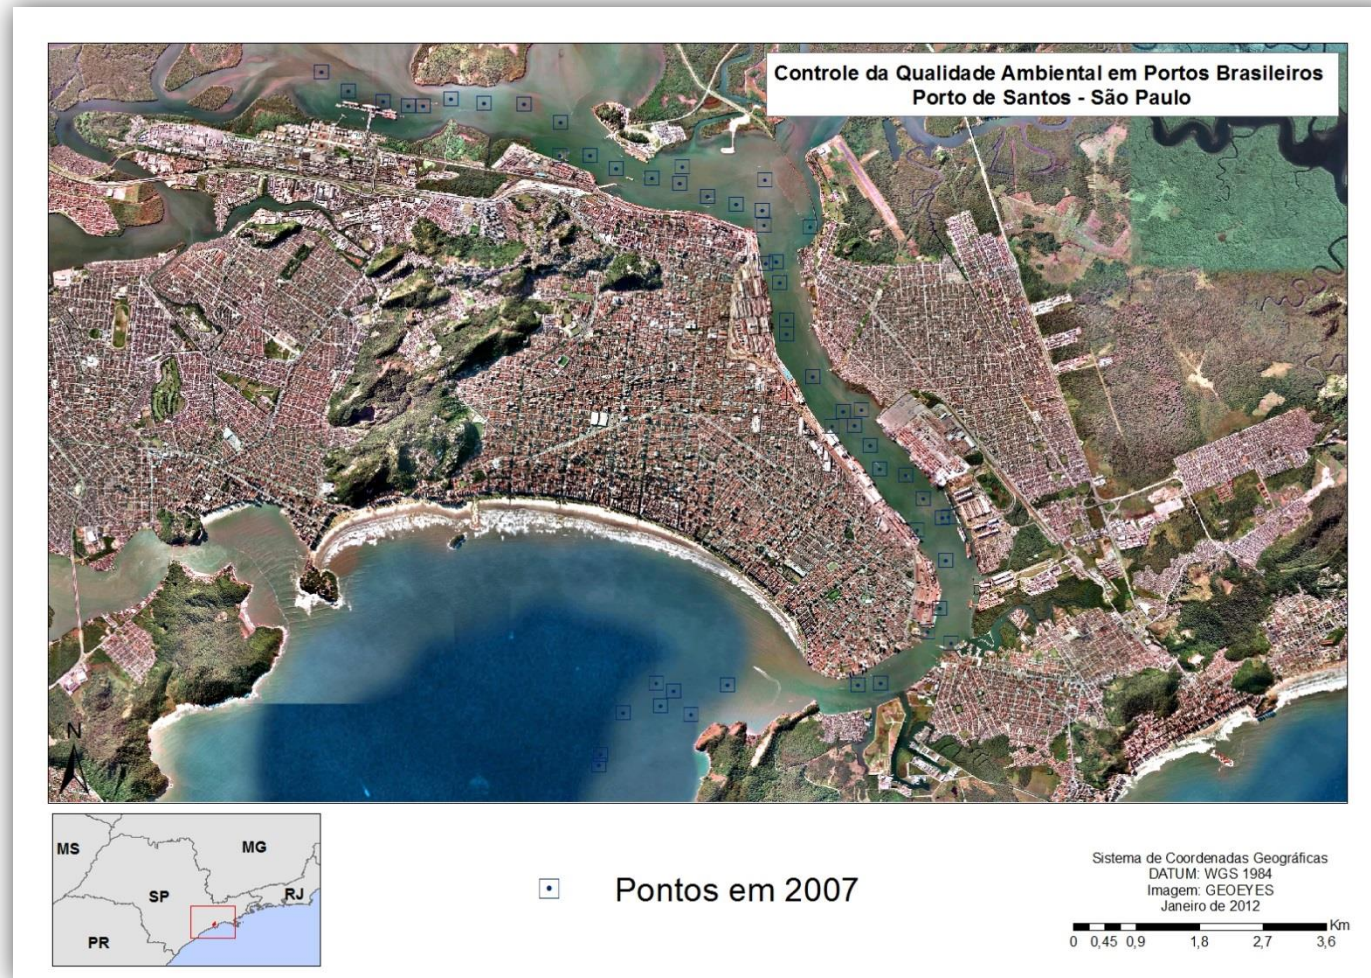 Controle da Qualidade Ambiental em Portos Brasileiros
Porto de Santos - São Paulo
N
MS
MG
SP
RJ
PR
Pontos em 2007
Sistema de Coordenadas Geográficas
DATUM: WGS 1984
Imagem: GEOEYES
Janeiro de 2012
Km
0 0,45 0,9 1,8 2,7 3,6